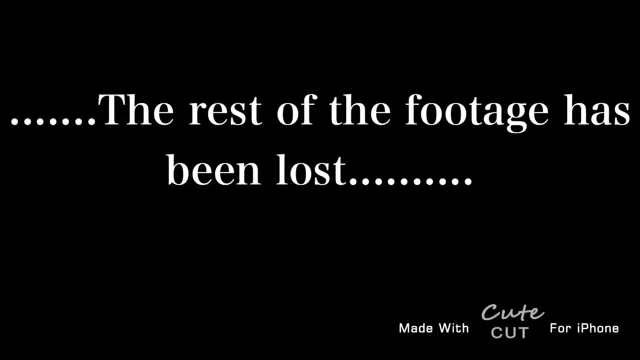 .......The rest of the footage has
been lost..........
Made With Cute CUT For iPhone